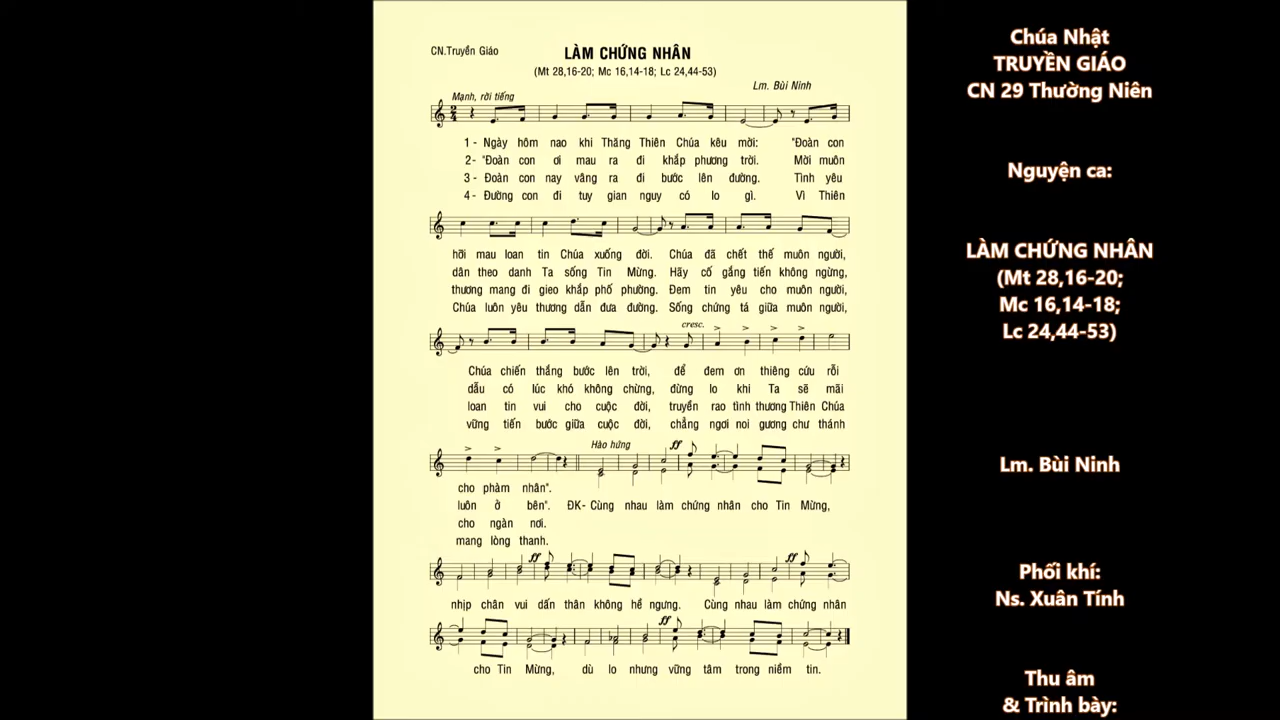 CN.Truyền Giáo
LÀM CHỨNG NHÂN
(Mt 28,16-20; Mc 16,14-18; Lc 24,44-53)
Lm. Bùi Ninh
Mạnh, rời tiếng
1 - Ngày hôm nao khi Thăng Thiên Chúa kêu mời: "Đoàn con
2- "Đoàn con ơi mau ra đi khắp phương trời. Mời muôn
3 - Đoàn con nay vâng ra đi bước lên đường. Tình yêu
4 - Đường con đi tuy gian nguy có lo gì. Vì Thiên
hỡi mau loan tin Chúa xuống đời. Chúa đã chết thế muôn người,
dân theo danh Ta sống Tin Mừng. Hãy cố gắng tiến không ngừng,
thương mang đi gieo khắp phố phường. Đem tin yêu cho muôn người,
Chúa luôn yêu thương dẫn đưa đường. Sống chứng tá giữa muôn người,
cresc.
Chúa chiến thắng bước lên trời, để đem ơn thiêng cứu rỗi
dẫu có lúc khó không chừng, đừng lo khi Ta sẽ mãi
loan tin vui cho cuộc đời, truyền rao tình thương Thiên Chúa
vững tiến bước giữa cuộc đời, chẳng ngơi noi gương chư thánh
Hào hứng
ff
cho phàm nhân".
luôn ở bên". ĐK- Cùng nhau làm chứng nhân cho Tin Mừng,
cho ngàn nơi.
mang lòng thanh.
ff ff
nhịp chân vui dấn thân không hề ngưng. Cùng nhau làm chứng nhân
ff
cho Tin Mừng, dù lo nhưng vững tâm trong niềm tin.
Chúa Nhật
TRUYỀN GIÁO
CN 29 Thường Niên
Nguyện ca:
LÀM CHỨNG NHÂN
(Mt 28,16-20;
Mc 16,14-18;
Lc 24,44-53)
Lm. Bùi Ninh
Phối khí:
Ns. Xuân Tính
Thu âm
& Trình bày: